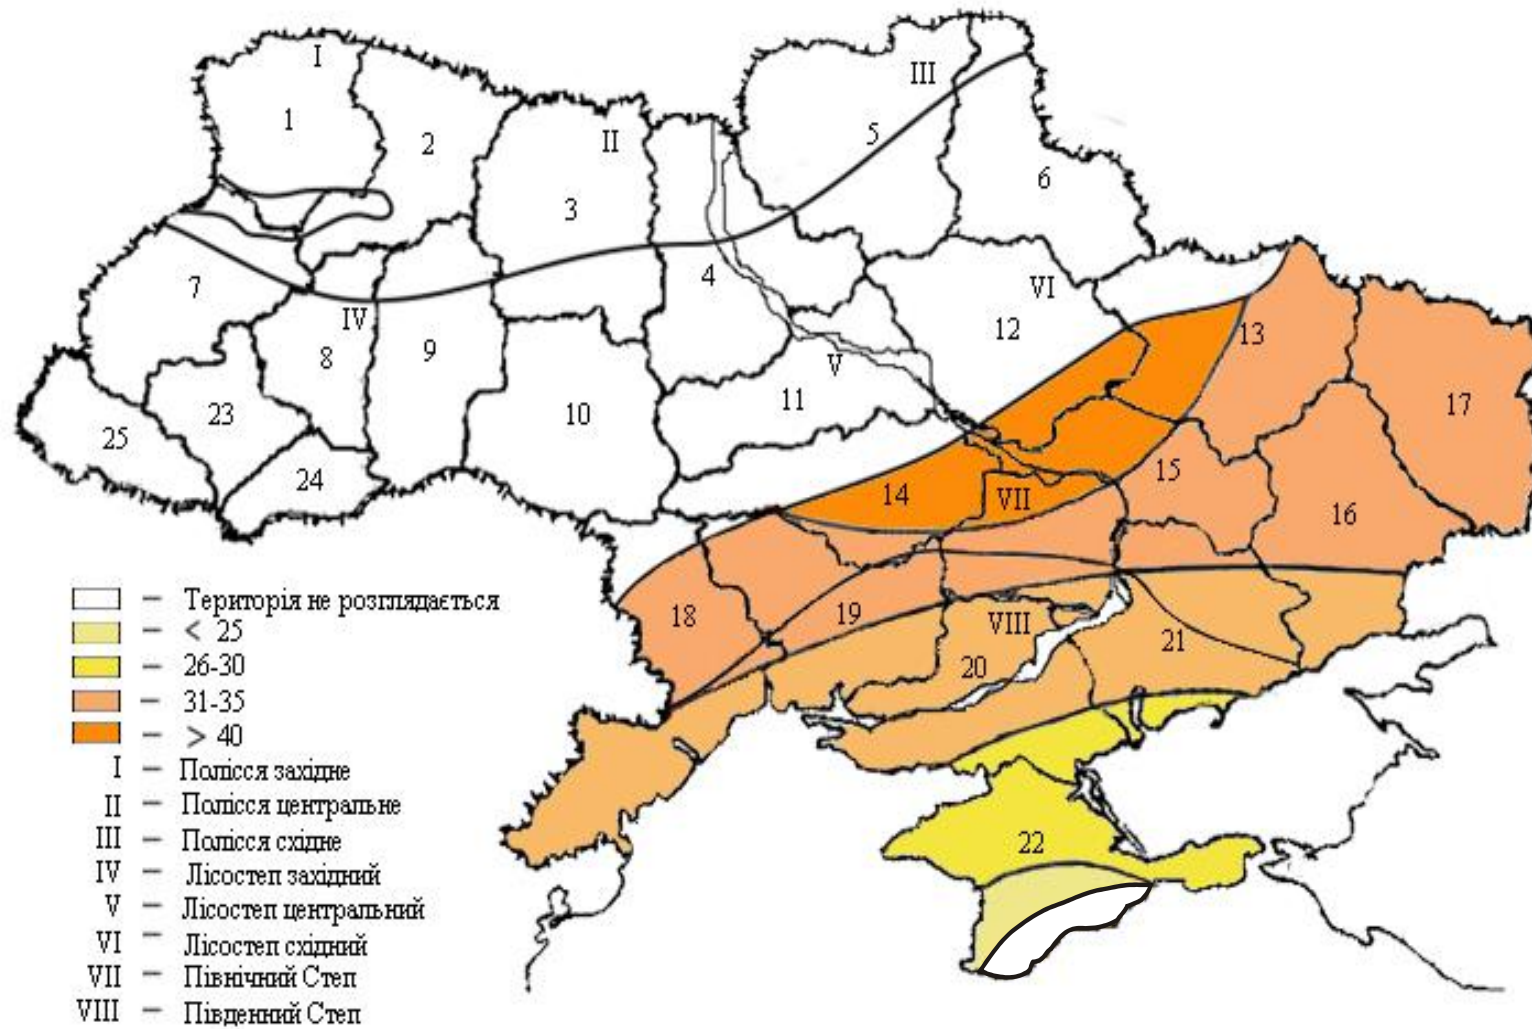 I
III
1
2
II
5
3
6
7
4
VI
IV
8
9
12
13
V
11
23
10
25
24
14
15
17
VII
16
18
19
VIII
20
21
22
— Територія не розглядається
— < 25
— 26-30
— 31-35
— > 40
I — Полісся західне
II — Полісся центральне
III — Полісся східне
IV — Лісостеп західний
V — Лісостеп центральний
VI — Лісостеп східний
VII — Північний Степ
VIII — Південний Степ